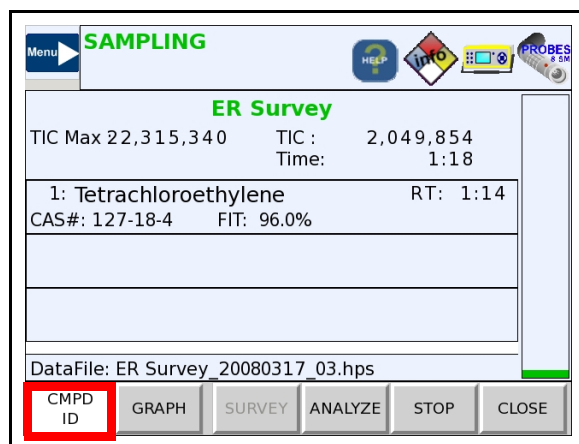 Menu SAMPLING HELP info PROBES
8 SM
ER Survey
TIC Max 22,315,340 TIC : 2,049,854
Time: 1:18
1: Tetrachloroethylene RT: 1:14
CAS#: 127-18-4 FIT: 96.0%
DataFile: ER Survey_20080317_03.hps
CMPD ID GRAPH SURVEY ANALYZE STOP CLOSE